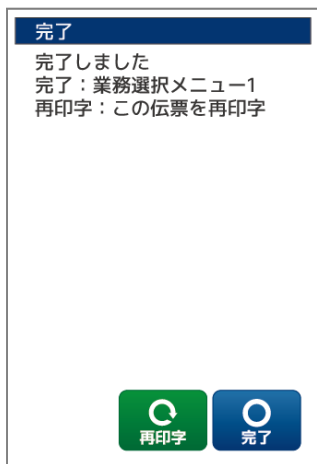 完了
完了しました
完了：業務選択メニュー1
再印字：この伝票を再印字
再印字
完了